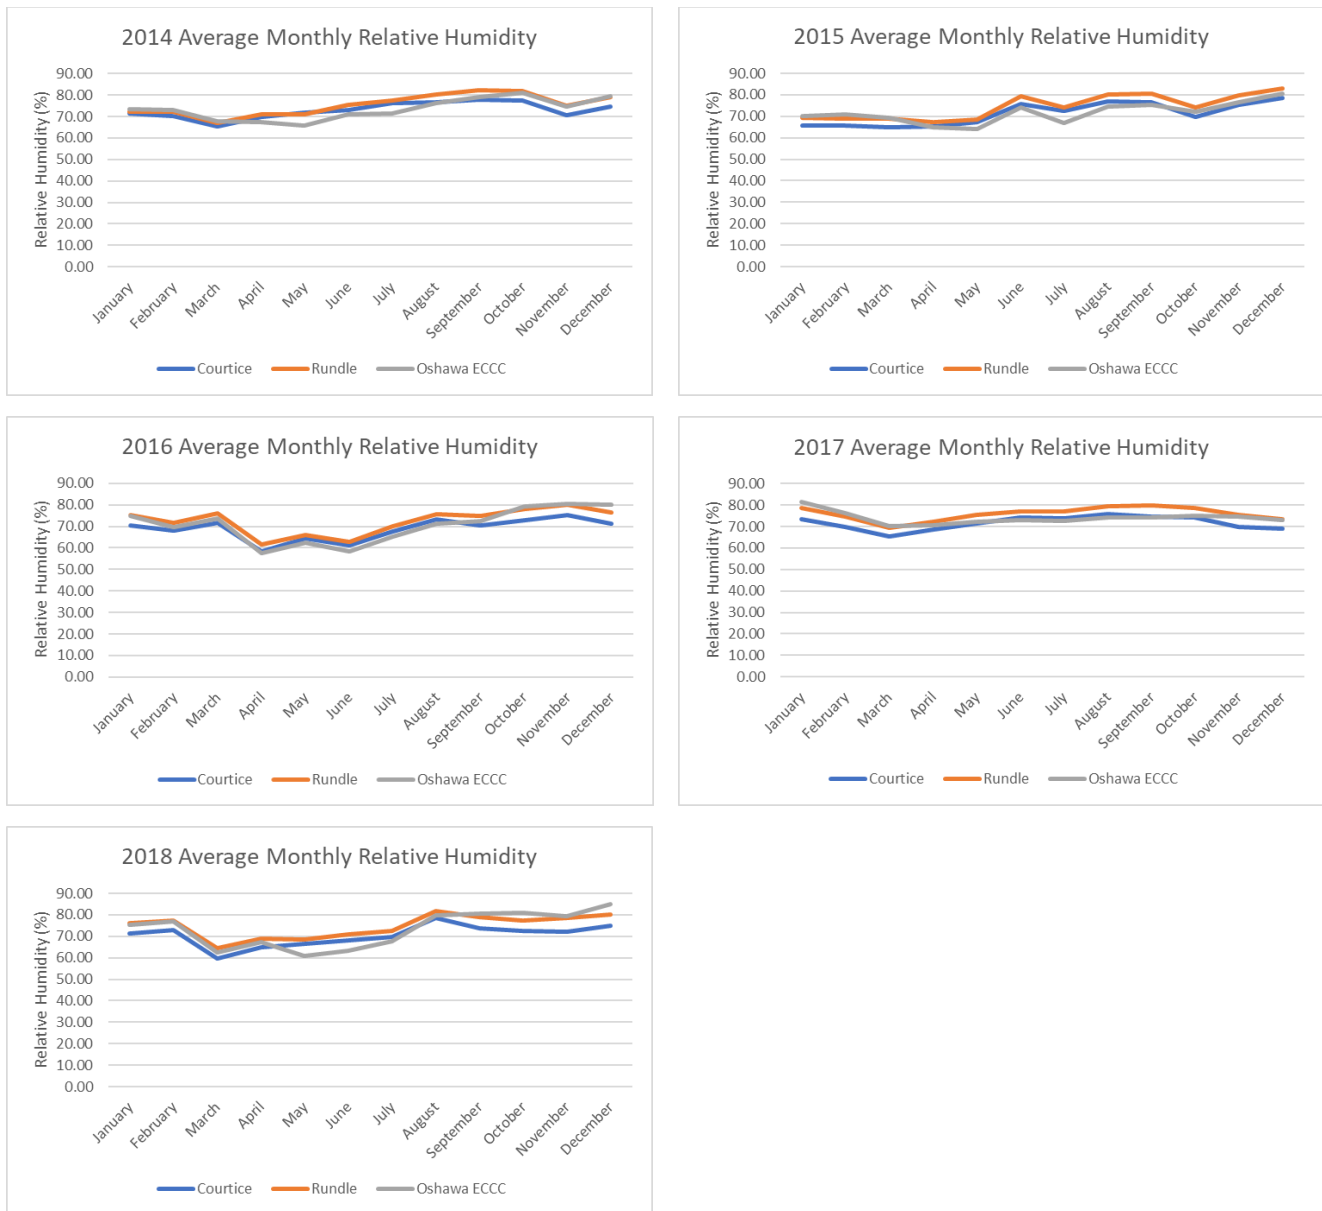 2014 Average Monthly Relative Humidity
Relative Humidity (%)
90.00
80.00
70.00
60.00
50.00
40.00
30.00
20.00
10.00
0.00
January
February
March
April
May
June
July
August
September
October
November
December
Courtice Rundle Oshawa ECCC
2015 Average Monthly Relative Humidity
Relative Humidity (%)
90.00
80.00
70.00
60.00
50.00
40.00
30.00
20.00
10.00
0.00
January
February
March
April
May
June
July
August
September
October
November
December
Courtice Rundle Oshawa ECCC
2016 Average Monthly Relative Humidity
Relative Humidity (%)
90.00
80.00
70.00
60.00
50.00
40.00
30.00
20.00
10.00
0.00
January
February
March
April
May
June
July
August
September
October
November
December
Courtice Rundle Oshawa ECCC
2017 Average Monthly Relative Humidity
Relative Humidity (%)
90.00
80.00
70.00
60.00
50.00
40.00
30.00
20.00
10.00
0.00
January
February
March
April
May
June
July
August
September
October
November
December
Courtice Rundle Oshawa ECCC
2018 Average Monthly Relative Humidity
Relative Humidity (%)
90.00
80.00
70.00
60.00
50.00
40.00
30.00
20.00
10.00
0.00
January
February
March
April
May
June
July
August
September
October
November
December
Courtice Rundle Oshawa ECCC